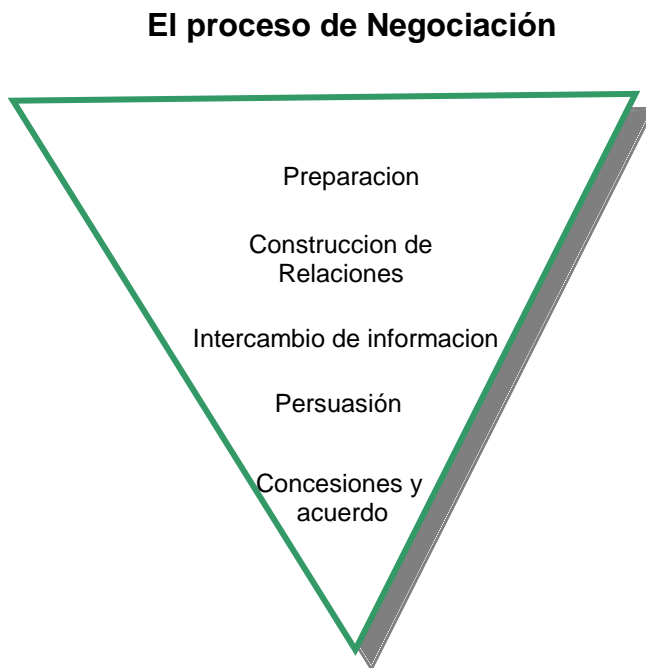 El proceso de Negociación
Preparacion
Construccion de
Relaciones
Intercambio de informacion
Persuasión
Concesiones y
acuerdo